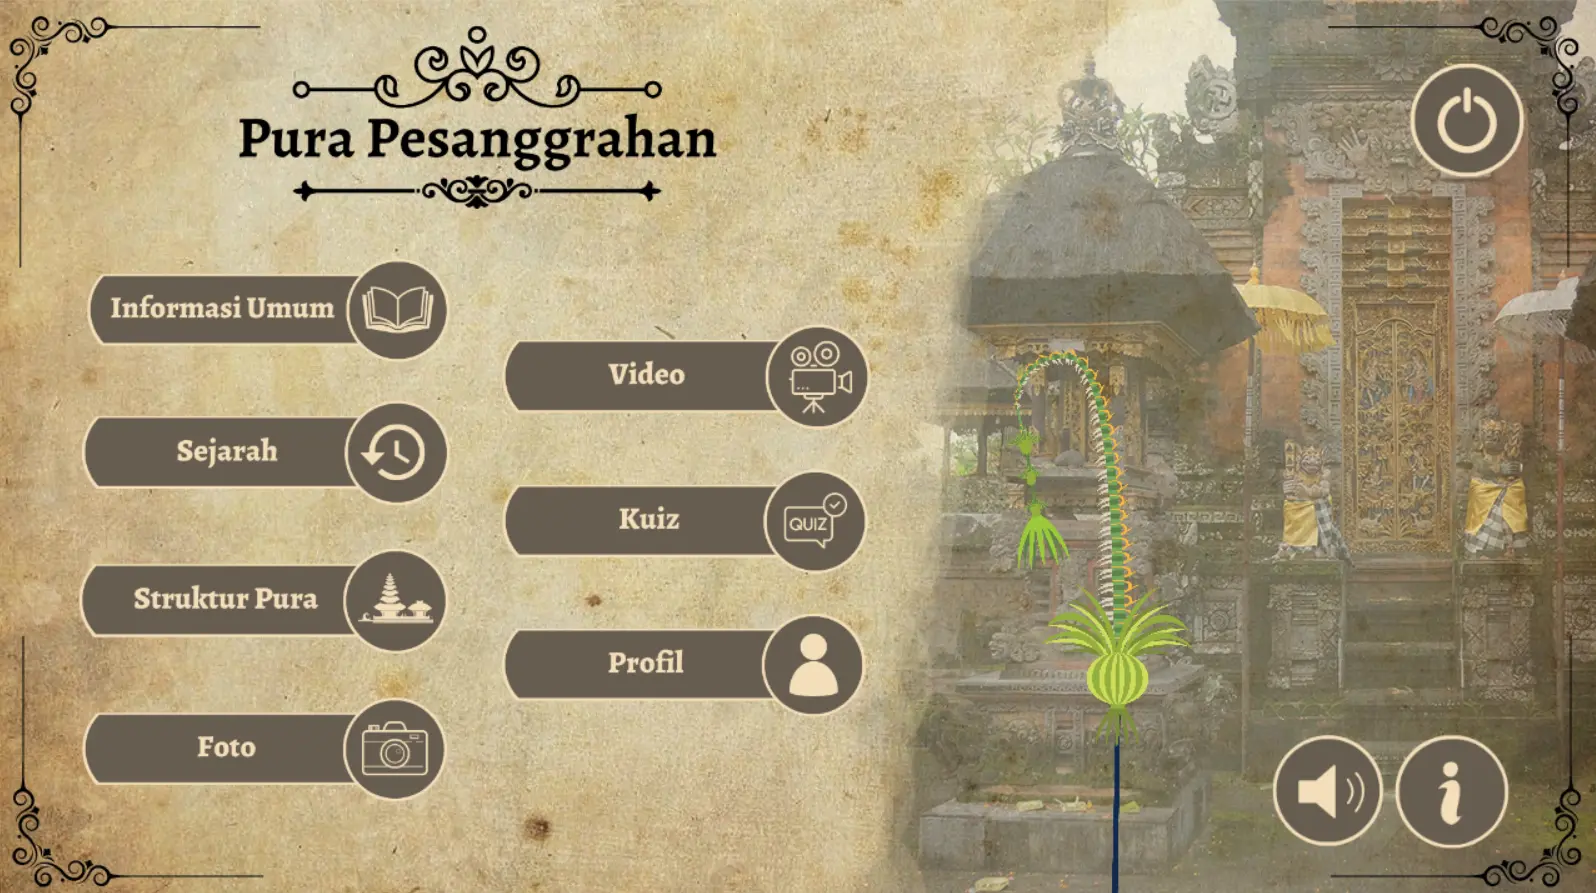 Pura Pesanggrahan
Informasi Umum
Sejarah
Struktur Pura
Foto
Video
Kuiz
QUIZ
Profil